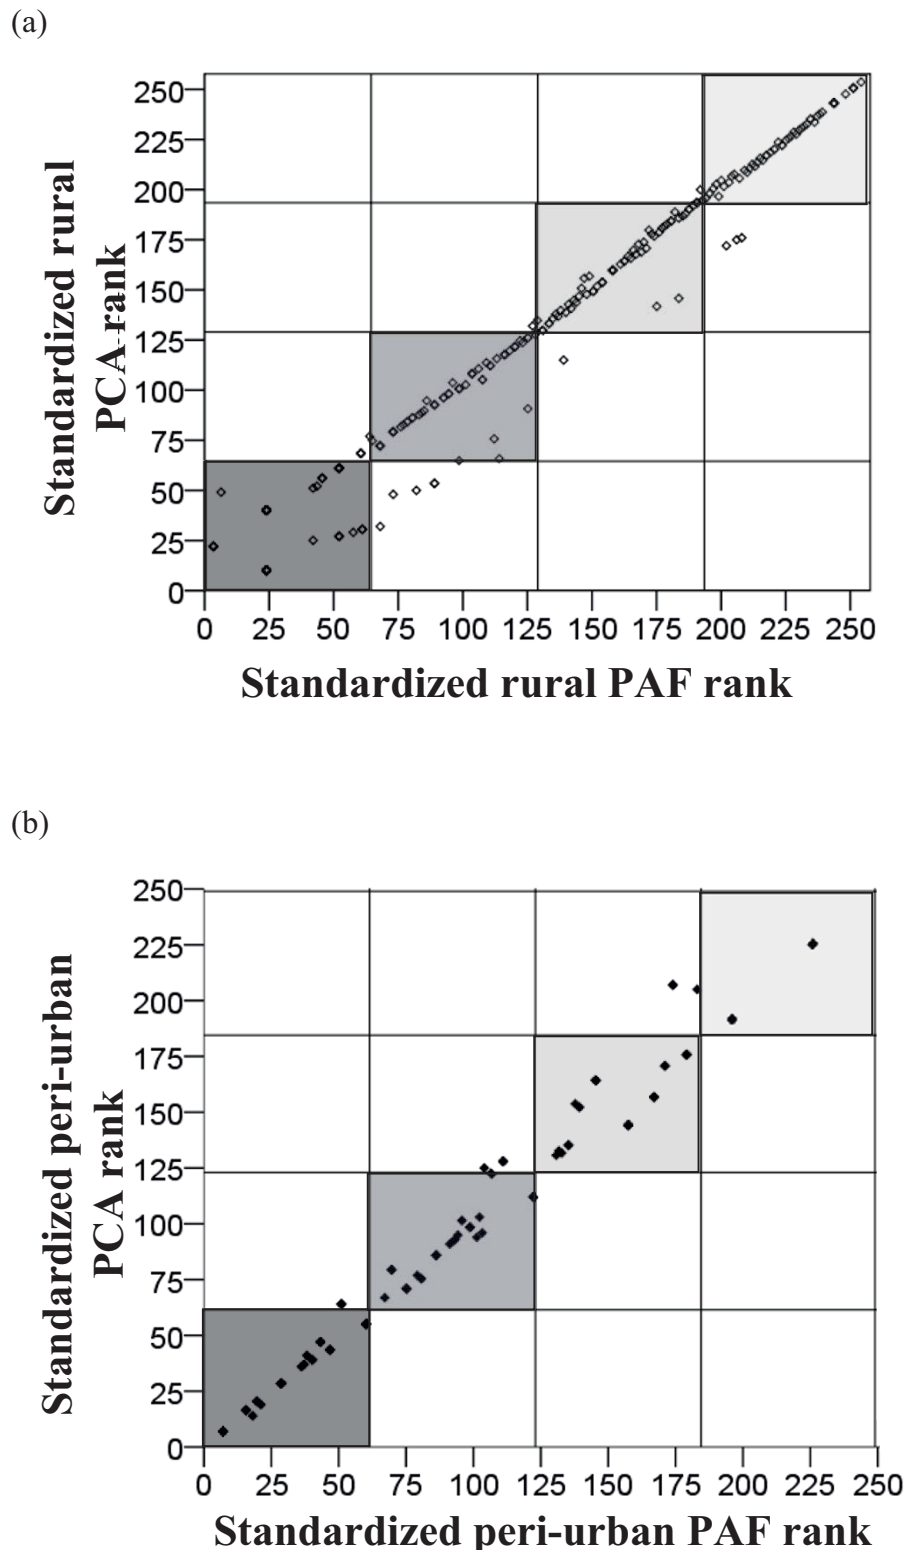 (a)
Standardized rural
PCA rank
250
225
200
175
150
125
100
75
50
25
0
0 25 50 75 100 125 150 175 200 225 250
Standardized rural PAF rank
(b)
Standardized peri-urban
PCA rank
250
225
200
175
150
125
100
75
50
25
0
0 25 50 75 100 125 150 175 200 225 250
Standardized peri-urban PAF rank